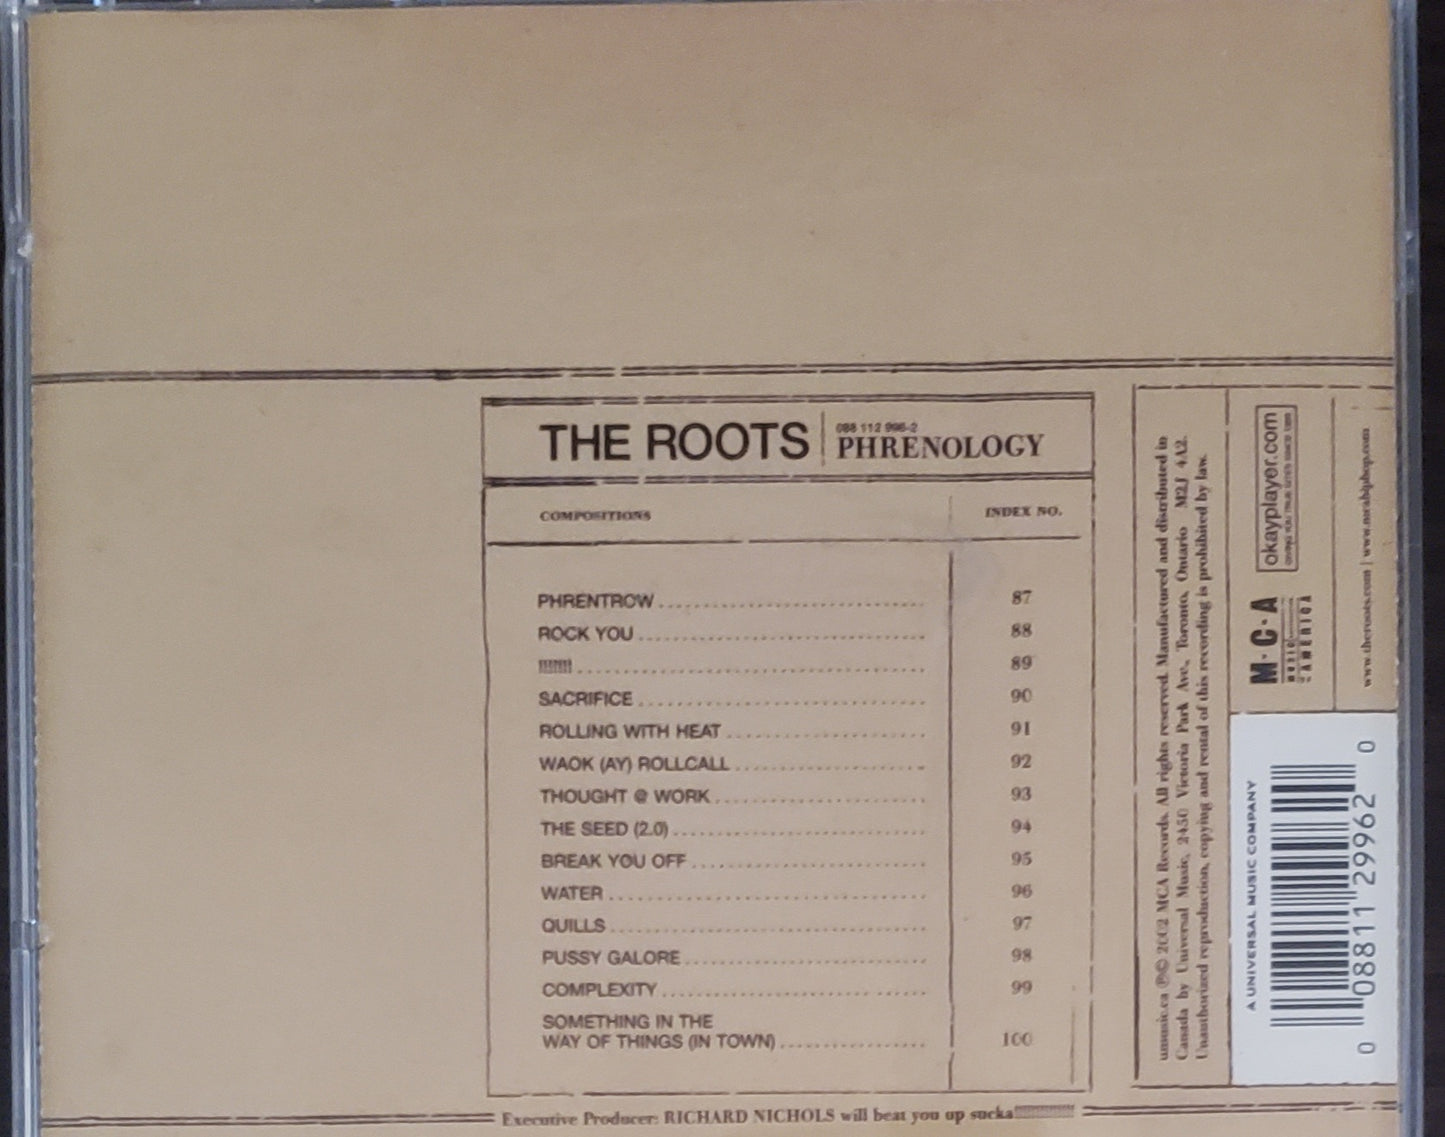 THE ROOTS
088 112 996-2
PHRENOLOGY
COMPOSITIONS INDEX NO.
PHRENTROW 87
ROCK YOU 88
!!!!!!! 89
SACRIFICE 90
ROLLING WITH HEAT 91
WAOK (AY) ROLLCALL 92
THOUGHT @ WORK 93
THE SEED (2.0) 94
BREAK YOU OFF 95
WATER 96
QUILLS 97
PUSSY GALORE 98
COMPLEXITY 99
SOMETHING IN THE
WAY OF THINGS (IN TOWN) 100
Executive Producer: RICHARD NICHOLS will beat you up sucka!!!!!!!!!!!!
umusic.ca ℗© 2002 MCA Records. All rights reserved. Manufactured and distributed in
Canada by Universal Music, 2450 Victoria Park Ave., Toronto, Ontario M2J 4A2.
Unauthorized reproduction, copying and rental of this recording is prohibited by law.
okayplayer.com
M·C·A
MUSIC
AMERICA
www.theroots.com | www.mcahiphop.com
A UNIVERSAL MUSIC COMPANY
0 08811 29962 0